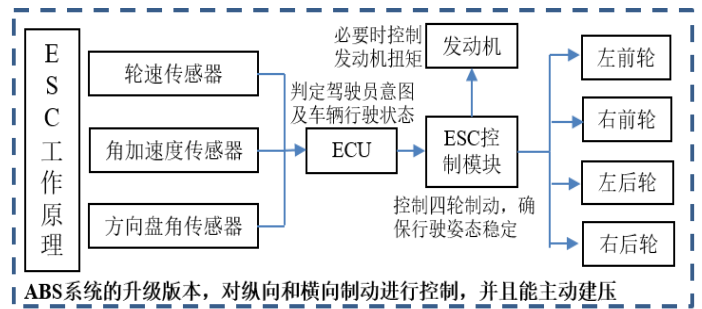 ESC工作原理
轮速传感器
角加速度传感器
方向盘角传感器
判定驾驶员意图
及车辆行驶状态
ECU
必要时控制
发动机扭矩
发动机
ESC控
制模块
控制四轮制动，确
保行驶姿态稳定
左前轮
右前轮
左后轮
右后轮
ABS系统的升级版本，对纵向和横向制动进行控制，并且能主动建压